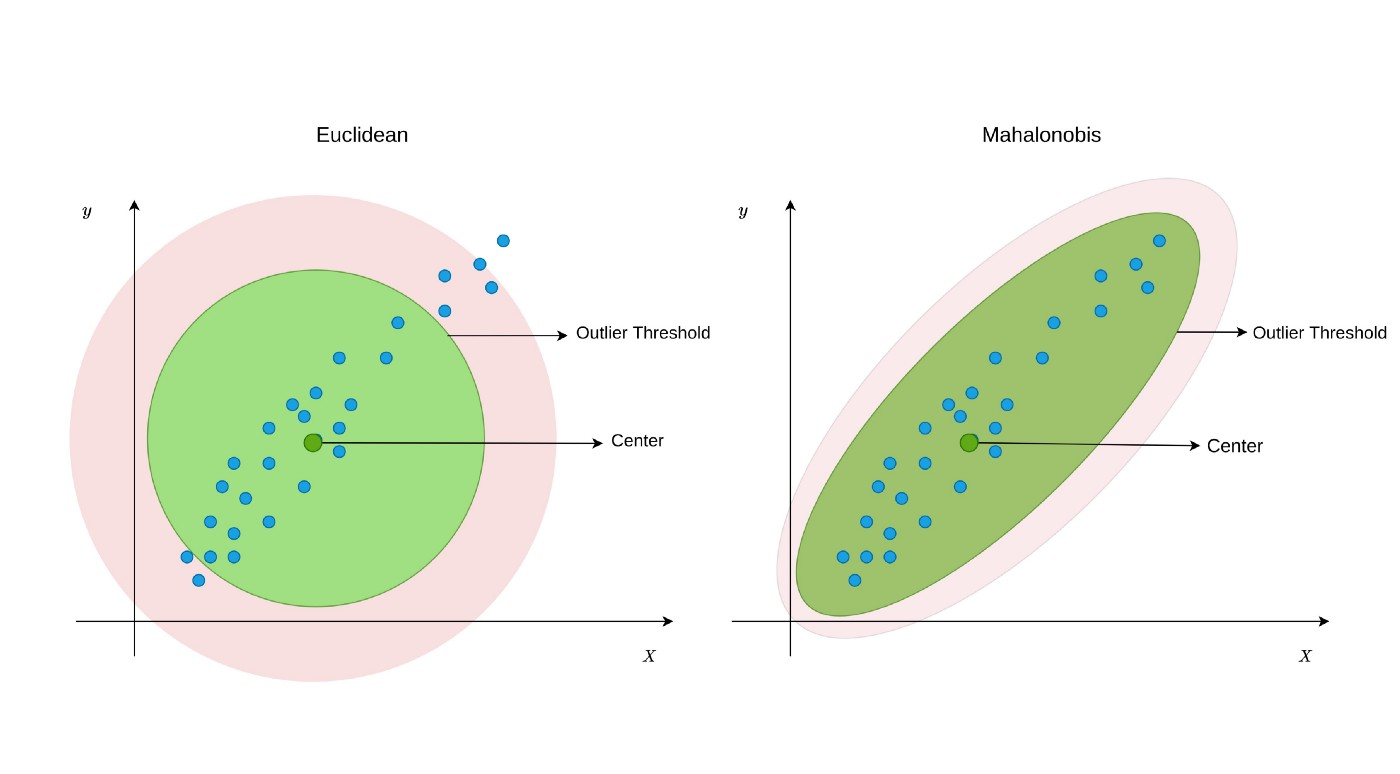 Euclidean
y
Outlier Threshold
Center
X
Mahalonobis
y
Outlier Threshold
Center
X